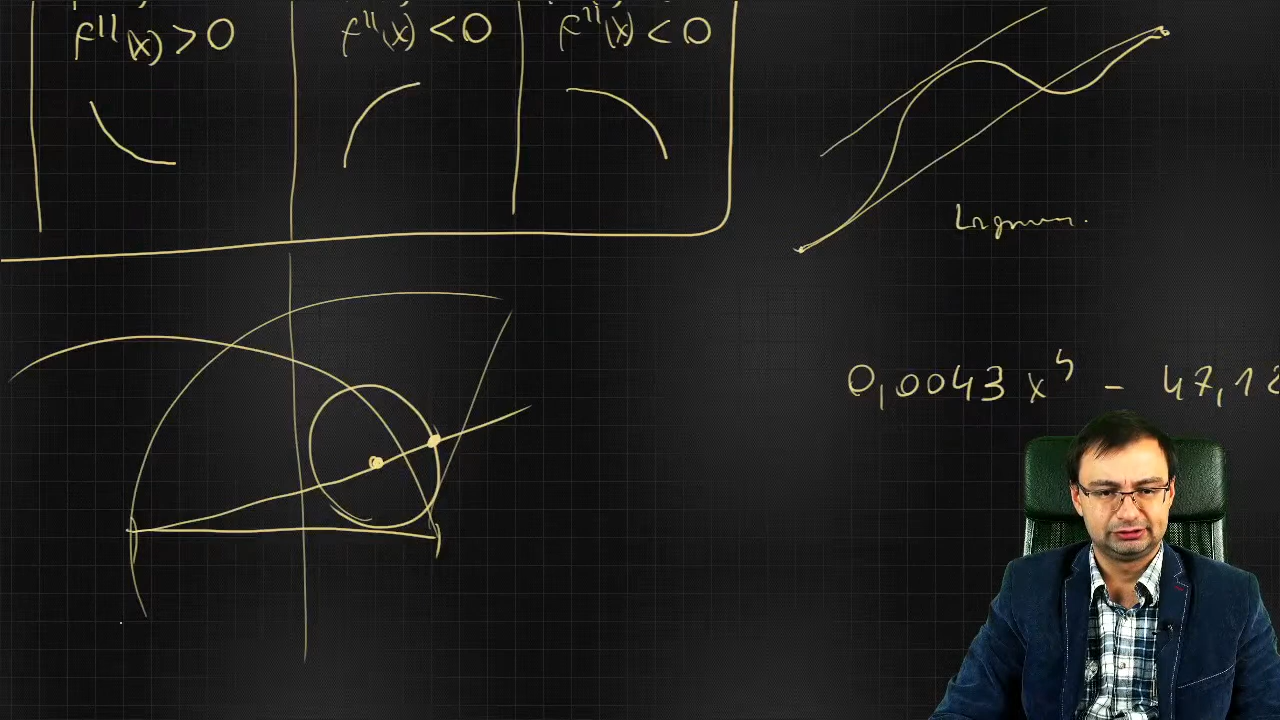 f''(x) > 0
f''(x) < 0
f''(x) < 0
0,0043 x⁵ - 47,12